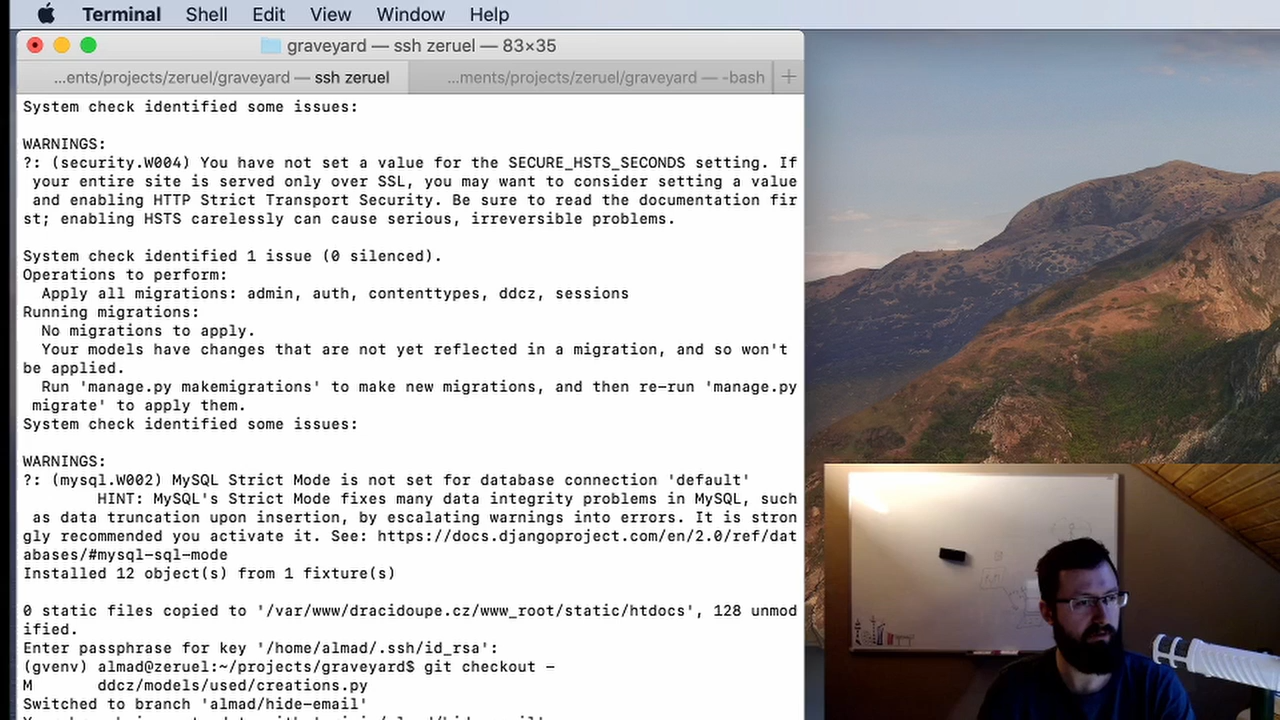 Terminal Shell Edit View Window Help
graveyard — ssh zeruel — 83×35
...ents/projects/zeruel/graveyard — ssh zeruel ...ments/projects/zeruel/graveyard — -bash +
System check identified some issues:
WARNINGS:
?: (security.W004) You have not set a value for the SECURE_HSTS_SECONDS setting. If
your entire site is served only over SSL, you may want to consider setting a value
and enabling HTTP Strict Transport Security. Be sure to read the documentation fir
st; enabling HSTS carelessly can cause serious, irreversible problems.
System check identified 1 issue (0 silenced).
Operations to perform:
Apply all migrations: admin, auth, contenttypes, ddcz, sessions
Running migrations:
No migrations to apply.
Your models have changes that are not yet reflected in a migration, and so won't
be applied.
Run 'manage.py makemigrations' to make new migrations, and then re-run 'manage.py
migrate' to apply them.
System check identified some issues:
WARNINGS:
?: (mysql.W002) MySQL Strict Mode is not set for database connection 'default'
HINT: MySQL's Strict Mode fixes many data integrity problems in MySQL, such
as data truncation upon insertion, by escalating warnings into errors. It is stron
gly recommended you activate it. See: https://docs.djangoproject.com/en/2.0/ref/dat
abases/#mysql-sql-mode
Installed 12 object(s) from 1 fixture(s)
0 static files copied to '/var/www/dracidoupe.cz/www_root/static/htdocs', 128 unmod
ified.
Enter passphrase for key '/home/almad/.ssh/id_rsa':
(gvenv) almad@zeruel:~/projects/graveyard$ git checkout -
M ddcz/models/used/creations.py
Switched to branch 'almad/hide-email'